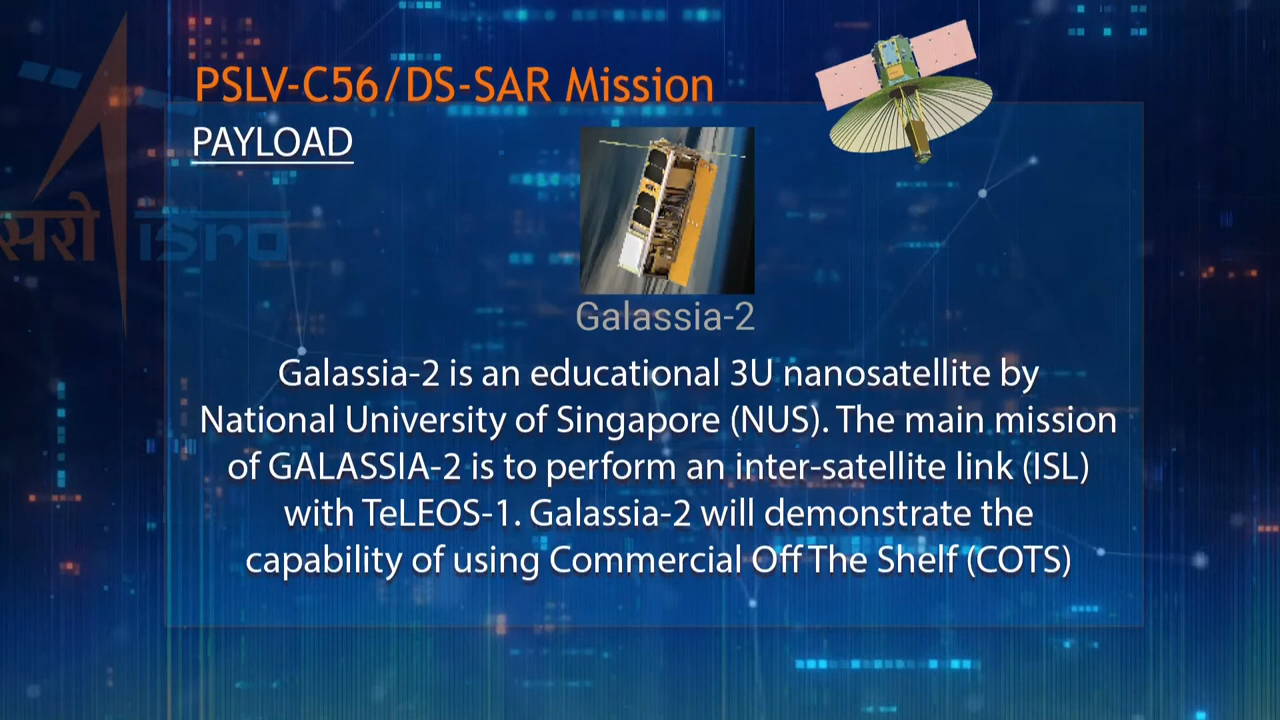 PSLV-C56/DS-SAR Mission
PAYLOAD
सरो isro
Galassia-2
Galassia-2 is an educational 3U nanosatellite by
National University of Singapore (NUS). The main mission
of GALASSIA-2 is to perform an inter-satellite link (ISL)
with TeLEOS-1. Galassia-2 will demonstrate the
capability of using Commercial Off The Shelf (COTS)